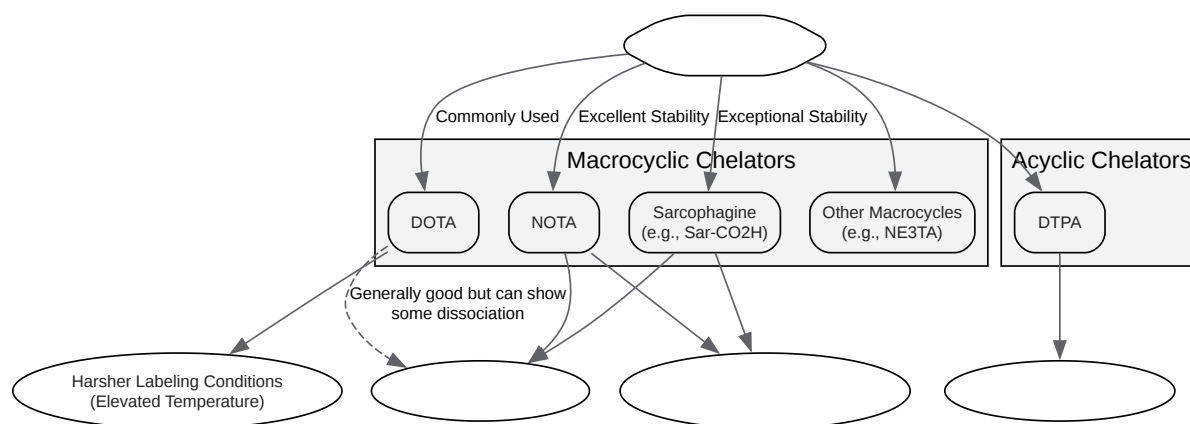 Commonly Used
Excellent Stability
Exceptional Stability
Macrocyclic Chelators
Acyclic Chelators
DOTA
NOTA
Sarcophagine
(e.g., Sar-CO2H)
Other Macrocycles
(e.g., NE3TA)
DTPA
Generally good but can show
some dissociation
Harsher Labeling Conditions
(Elevated Temperature)